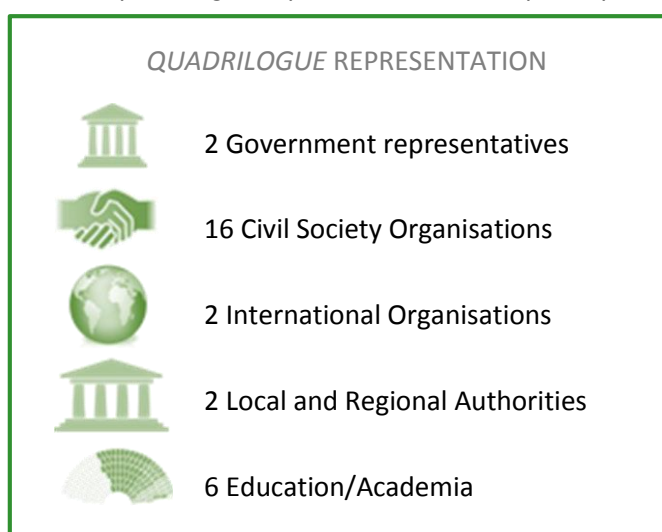 QUADRILOGUE REPRESENTATION
2 Government representatives
16 Civil Society Organisations
2 International Organisations
2 Local and Regional Authorities
6 Education/Academia